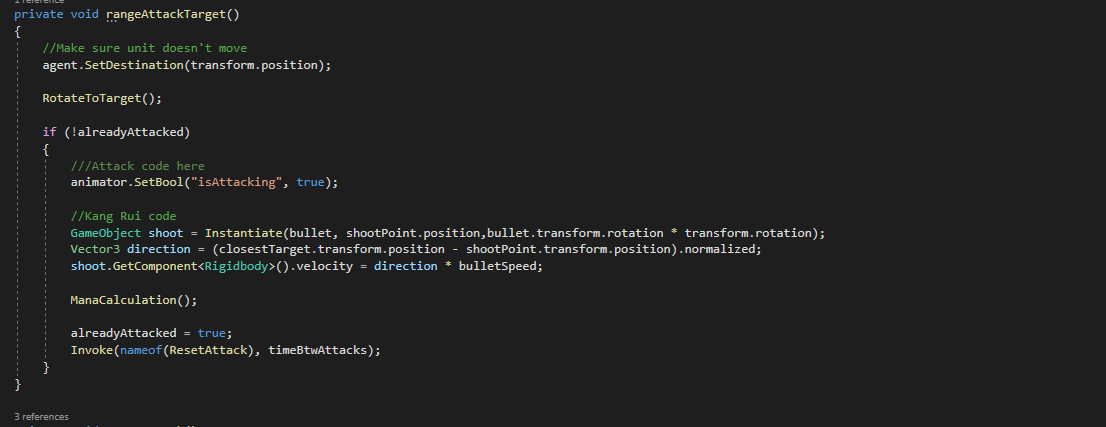 1 reference
private void rangeAttackTarget()
{
//Make sure unit doesn't move
agent.SetDestination(transform.position);
RotateToTarget();
if (!alreadyAttacked)
{
///Attack code here
animator.SetBool("isAttacking", true);
//Kang Rui code
GameObject shoot = Instantiate(bullet, shootPoint.position,bullet.transform.rotation * transform.rotation);
Vector3 direction = (closestTarget.transform.position - shootPoint.transform.position).normalized;
shoot.GetComponent<Rigidbody>().velocity = direction * bulletSpeed;
ManaCalculation();
alreadyAttacked = true;
Invoke(nameof(ResetAttack), timeBtwAttacks);
}
}
3 references